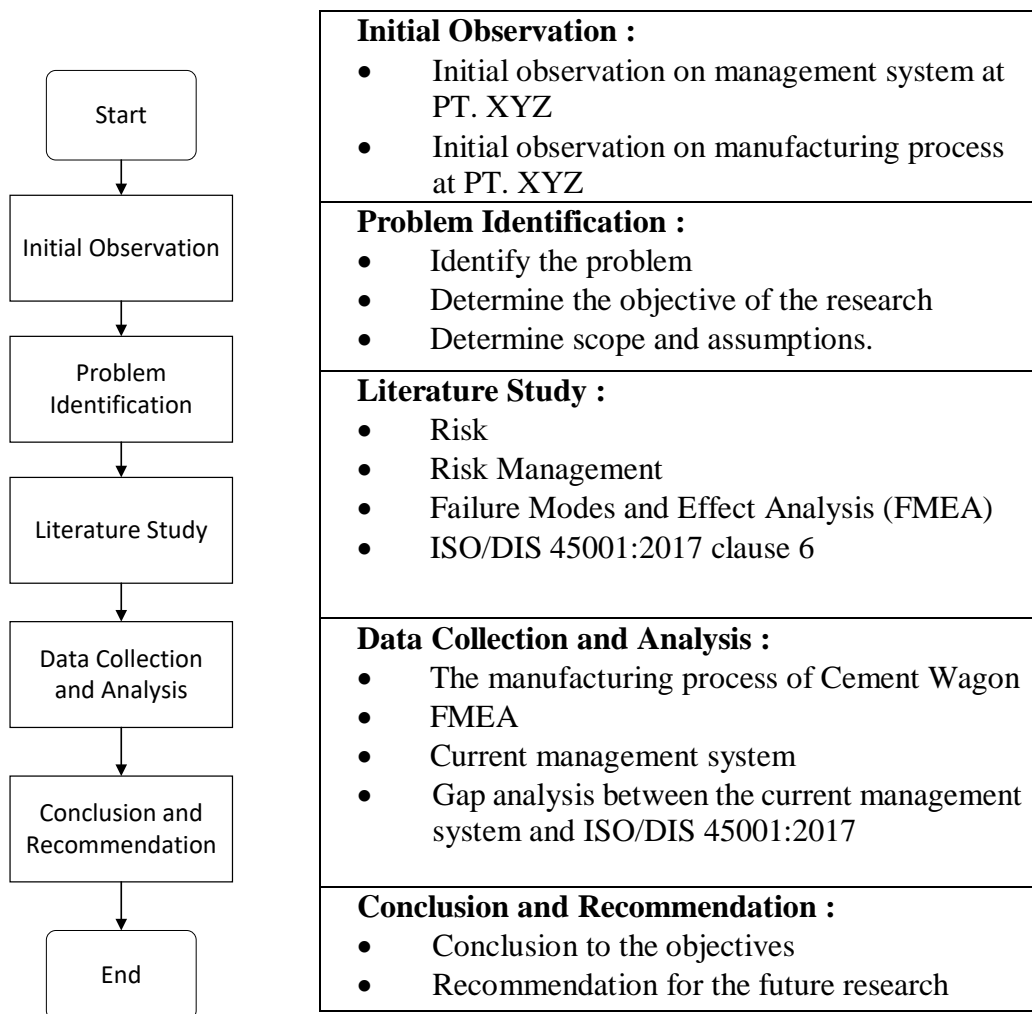 Start
Initial Observation
Problem
Identification
Literature Study
Data Collection
and Analysis
Conclusion and
Recommendation
End
Initial Observation :
• Initial observation on management system at
PT. XYZ
• Initial observation on manufacturing process
at PT. XYZ
Problem Identification :
• Identify the problem
• Determine the objective of the research
• Determine scope and assumptions.
Literature Study :
• Risk
• Risk Management
• Failure Modes and Effect Analysis (FMEA)
• ISO/DIS 45001:2017 clause 6
Data Collection and Analysis :
• The manufacturing process of Cement Wagon
• FMEA
• Current management system
• Gap analysis between the current management
system and ISO/DIS 45001:2017
Conclusion and Recommendation :
• Conclusion to the objectives
• Recommendation for the future research